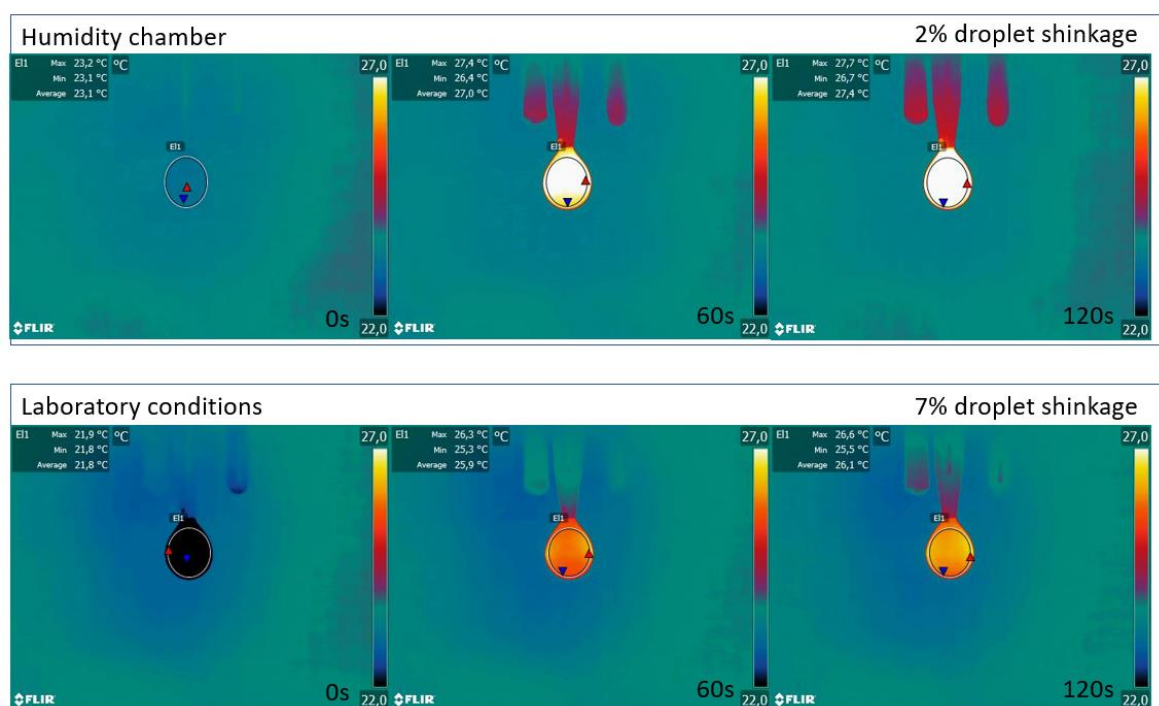 Humidity chamber
2% droplet shinkage
El1 Max 23,2 °C °C
Min 23,1 °C
Average 23,1 °C
27,0
El1
0s
FLIR
22,0
El1 Max 27,4 °C °C
Min 26,4 °C
Average 27,0 °C
27,0
El1
60s
FLIR
22,0
El1 Max 27,7 °C °C
Min 26,7 °C
Average 27,4 °C
27,0
El1
120s
FLIR
22,0
Laboratory conditions
7% droplet shinkage
El1 Max 21,9 °C °C
Min 21,8 °C
Average 21,8 °C
27,0
El1
0s
FLIR
22,0
El1 Max 26,3 °C °C
Min 25,3 °C
Average 25,9 °C
27,0
El1
60s
FLIR
22,0
El1 Max 26,6 °C °C
Min 25,5 °C
Average 26,1 °C
27,0
El1
120s
FLIR
22,0